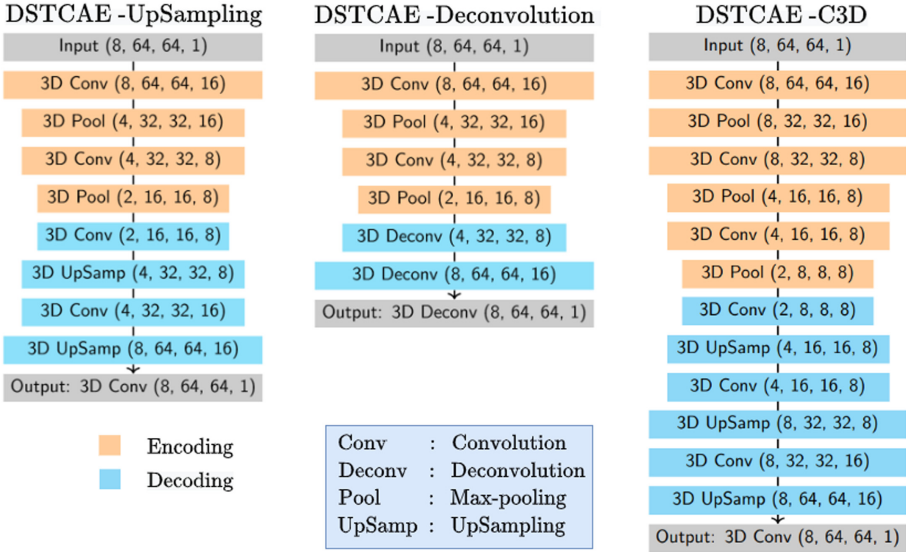 DSTCAE -UpSampling
Input (8, 64, 64, 1)
3D Conv (8, 64, 64, 16)
3D Pool (4, 32, 32, 16)
3D Conv (4, 32, 32, 8)
3D Pool (2, 16, 16, 8)
3D Conv (2, 16, 16, 8)
3D UpSamp (4, 32, 32, 8)
3D Conv (4, 32, 32, 16)
3D UpSamp (8, 64, 64, 16)
Output: 3D Conv (8, 64, 64, 1)
Encoding
Decoding
DSTCAE -Deconvolution
Input (8, 64, 64, 1)
3D Conv (8, 64, 64, 16)
3D Pool (4, 32, 32, 16)
3D Conv (4, 32, 32, 8)
3D Pool (2, 16, 16, 8)
3D Deconv (4, 32, 32, 8)
3D Deconv (8, 64, 64, 16)
Output: 3D Deconv (8, 64, 64, 1)
Conv : Convolution
Deconv : Deconvolution
Pool : Max-pooling
UpSamp : UpSampling
DSTCAE -C3D
Input (8, 64, 64, 1)
3D Conv (8, 64, 64, 16)
3D Pool (8, 32, 32, 16)
3D Conv (8, 32, 32, 8)
3D Pool (4, 16, 16, 8)
3D Conv (4, 16, 16, 8)
3D Pool (2, 8, 8, 8)
3D Conv (2, 8, 8, 8)
3D UpSamp (4, 16, 16, 8)
3D Conv (4, 16, 16, 8)
3D UpSamp (8, 32, 32, 8)
3D Conv (8, 32, 32, 16)
3D UpSamp (8, 64, 64, 16)
Output: 3D Conv (8, 64, 64, 1)